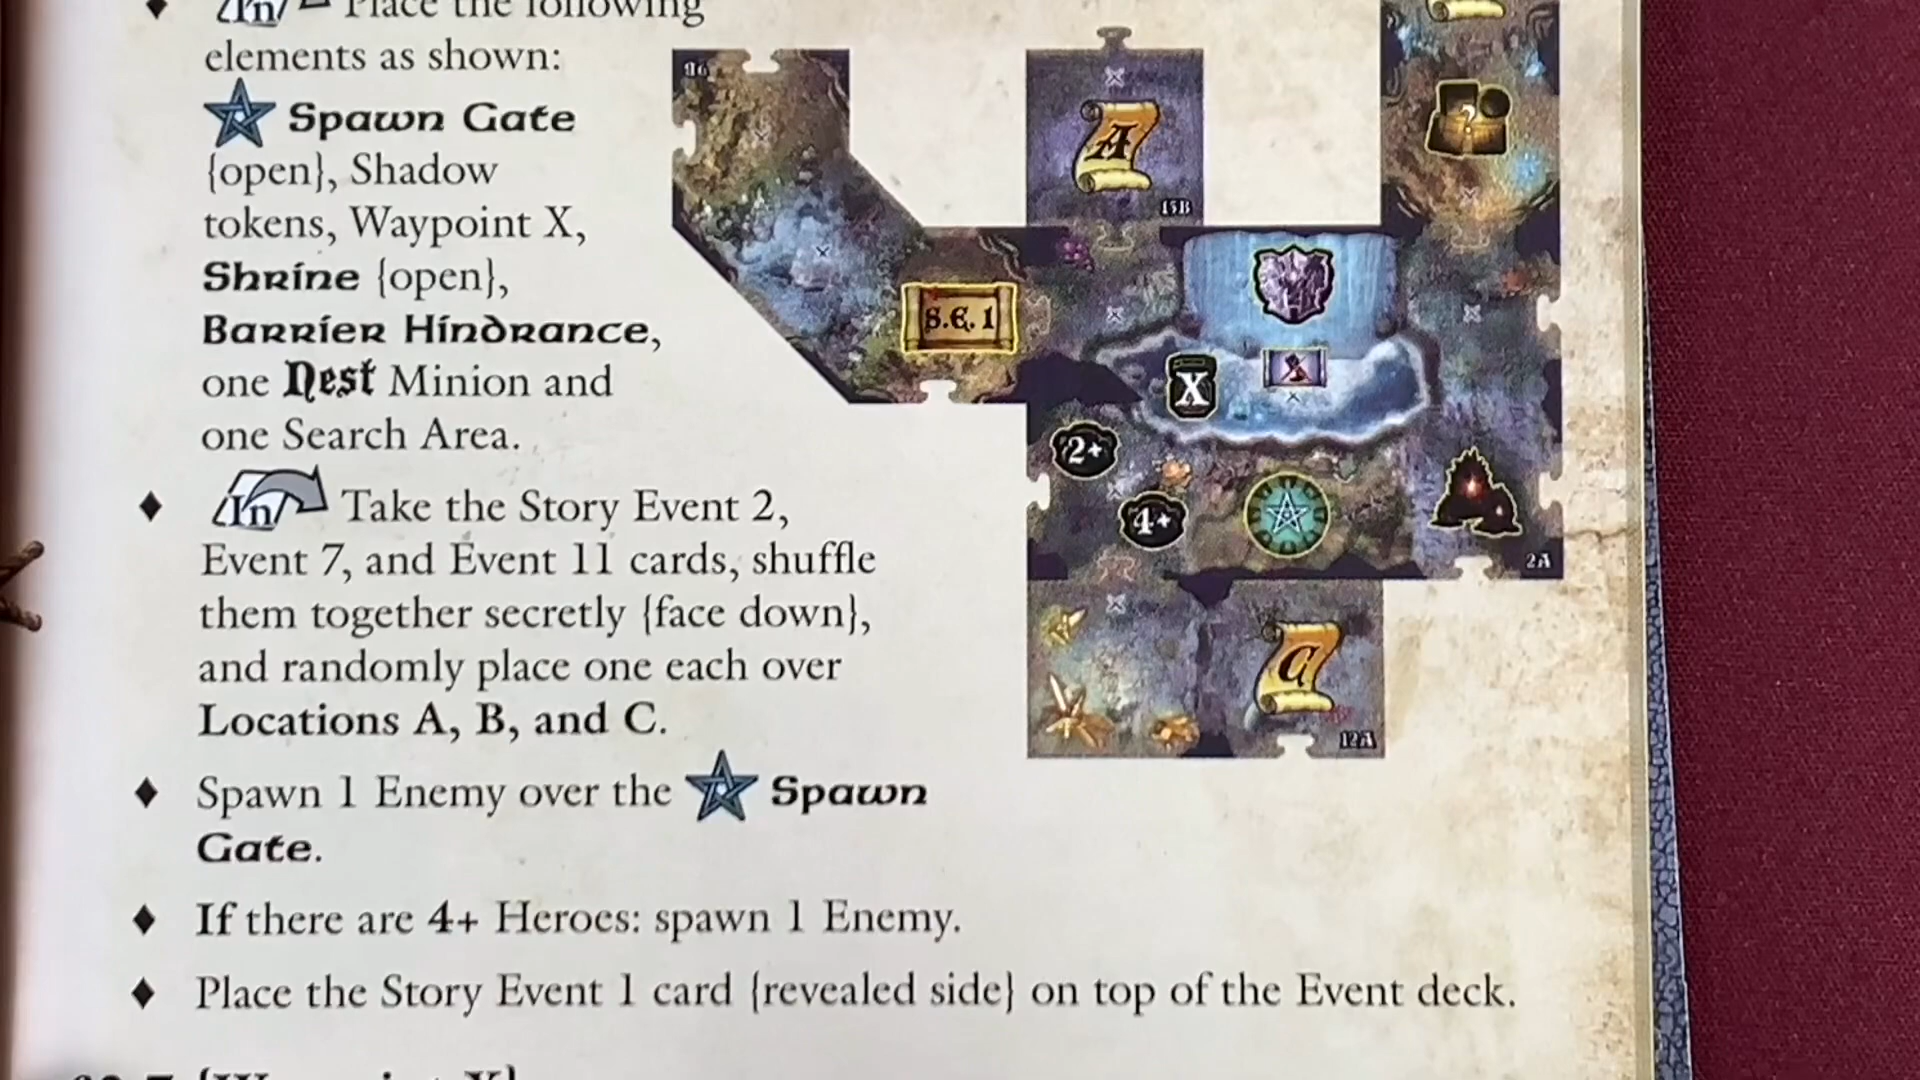 Place the following
elements as shown:
Spawn Gate
{open}, Shadow
tokens, Waypoint X,
Shrine {open},
Barrier Hindrance,
one Nest Minion and
one Search Area.
In Take the Story Event 2,
Event 7, and Event 11 cards, shuffle
them together secretly {face down},
and randomly place one each over
Locations A, B, and C.
Spawn 1 Enemy over the Spawn
Gate.
If there are 4+ Heroes: spawn 1 Enemy.
Place the Story Event 1 card {revealed side} on top of the Event deck.
A
15B
?
S.E. 1
X
2+
4+
2A
C
12A